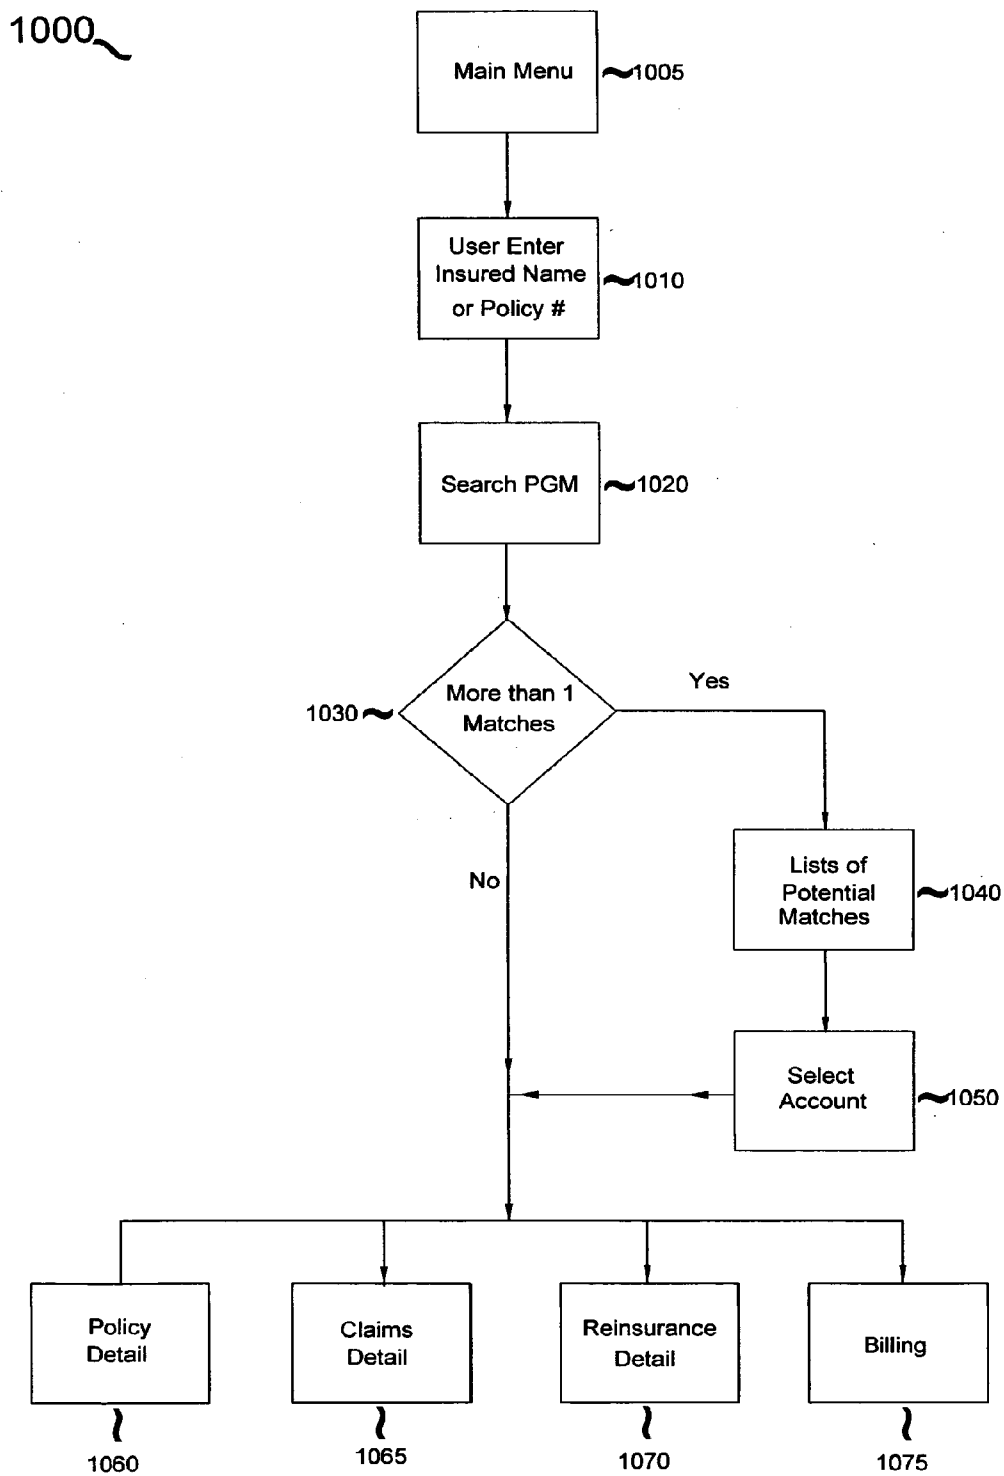 1000
Main Menu
1005
User Enter
Insured Name
or Policy #
1010
Search PGM
1020
More than 1
Matches
1030
Yes
No
Lists of
Potential
Matches
1040
Select
Account
1050
Policy
Detail
1060
Claims
Detail
1065
Reinsurance
Detail
1070
Billing
1075